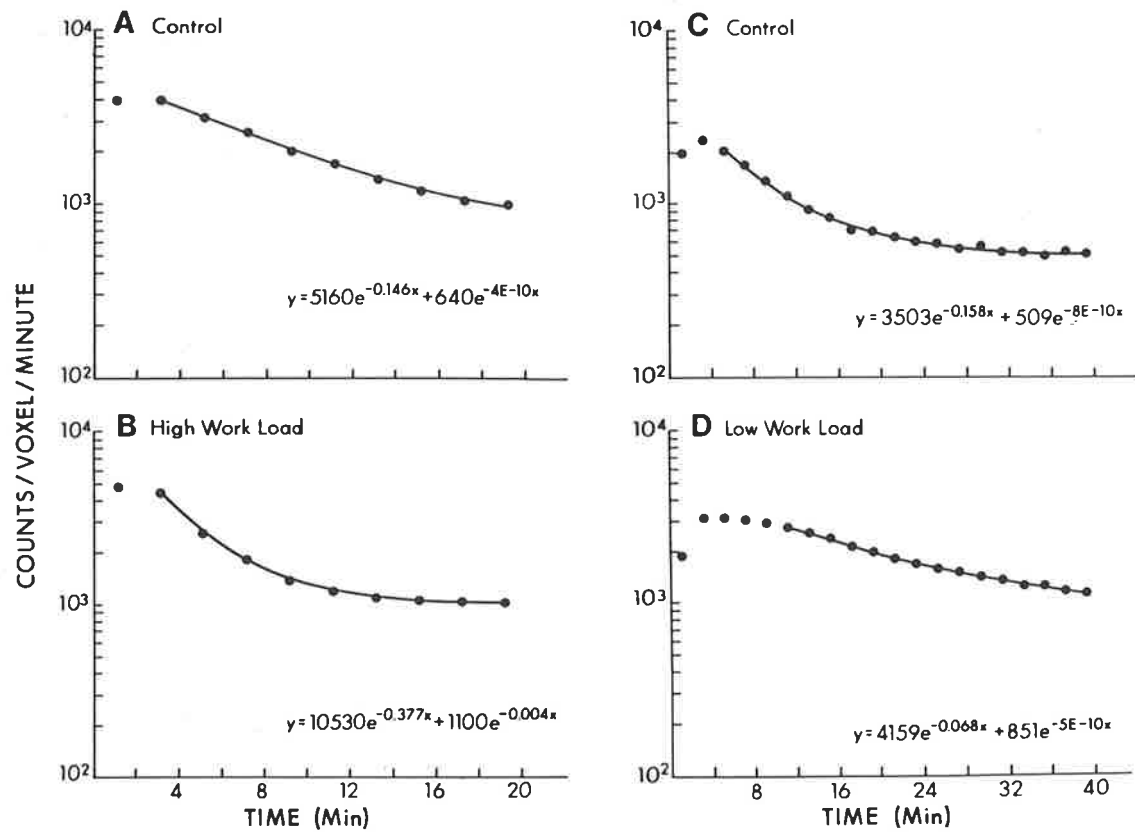 COUNTS/VOXEL/MINUTE
A Control
10⁴
10³
10²
y=5160e^-0.146x+640e^-4E-10x
B High Work Load
10⁴
10³
10²
y=10530e^-0.377x+1100e^-0.004x
4 8 12 16 20
TIME (Min)
C Control
10⁴
10³
10²
y=3503e^-0.158x+509e^-8E-10x
D Low Work Load
10⁴
10³
10²
y=4159e^-0.068x+851e^-5E-10x
8 16 24 32 40
TIME (Min)